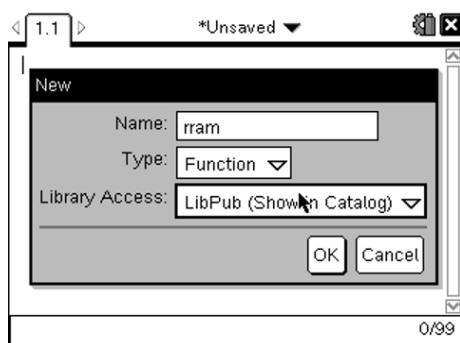 1.1 *Unsaved
New
Name: rram
Type: Function
Library Access: LibPub (Show in Catalog)
OK Cancel
0/99